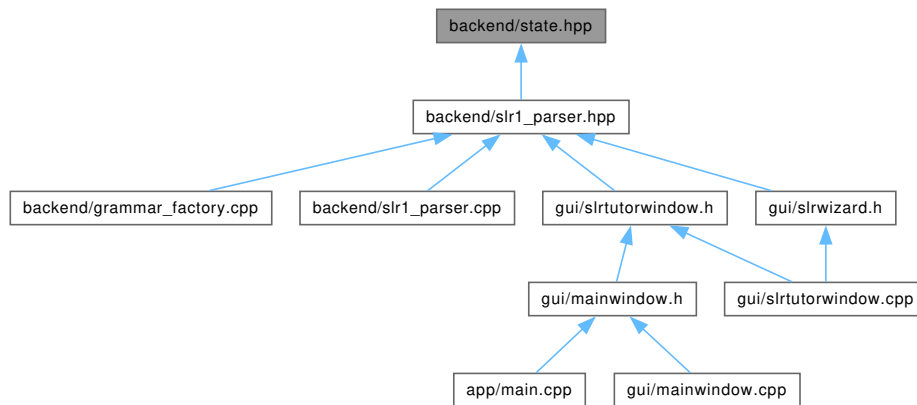 backend/state.hpp
backend/slr1_parser.hpp
backend/grammar_factory.cpp
backend/slr1_parser.cpp
gui/slrtutorwindow.h
gui/slrwizard.h
gui/mainwindow.h
gui/slrtutorwindow.cpp
app/main.cpp
gui/mainwindow.cpp